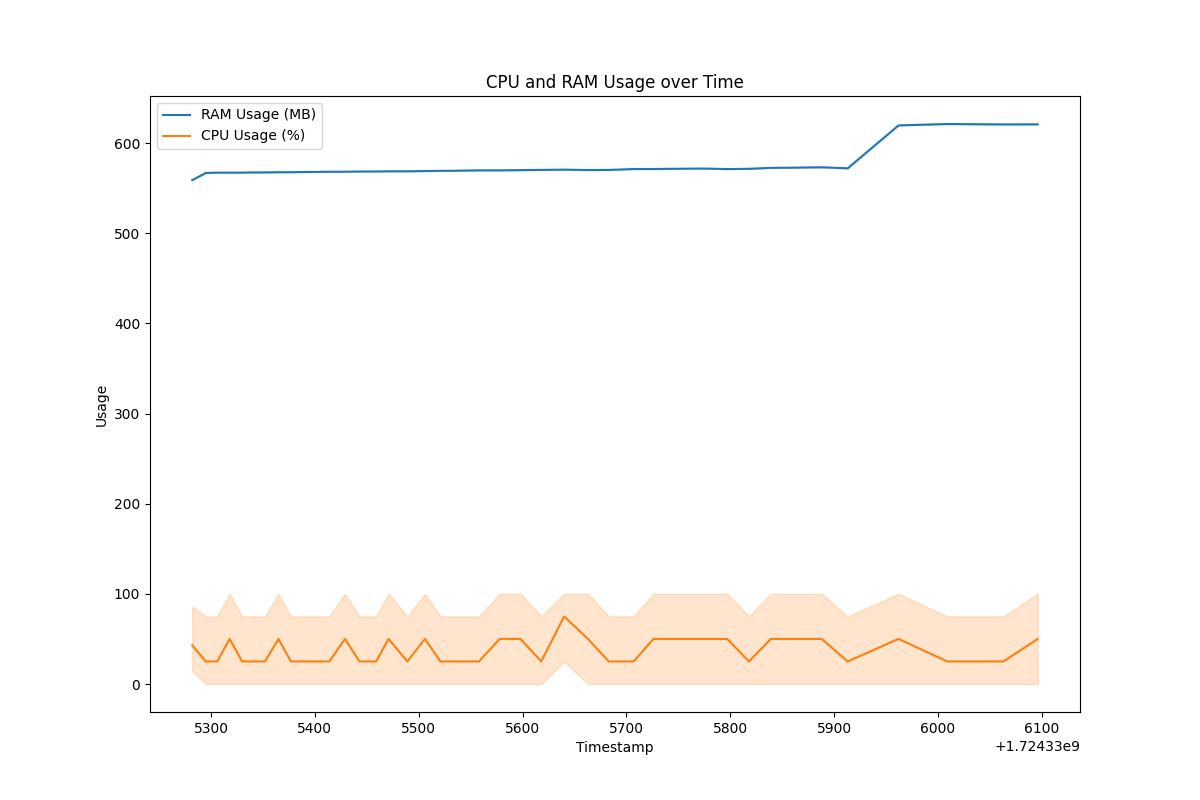 CPU and RAM Usage over Time
RAM Usage (MB)
CPU Usage (%)
600
500
400
300
200
100
0
Usage
5300 5400 5500 5600 5700 5800 5900 6000 6100
Timestamp
+1.72433e9